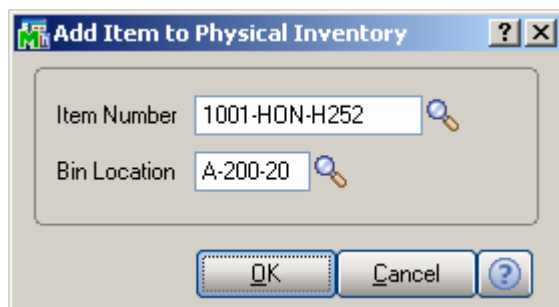 Add Item to Physical Inventory
Item Number 1001-HON-H252
Bin Location A-200-20
OK Cancel